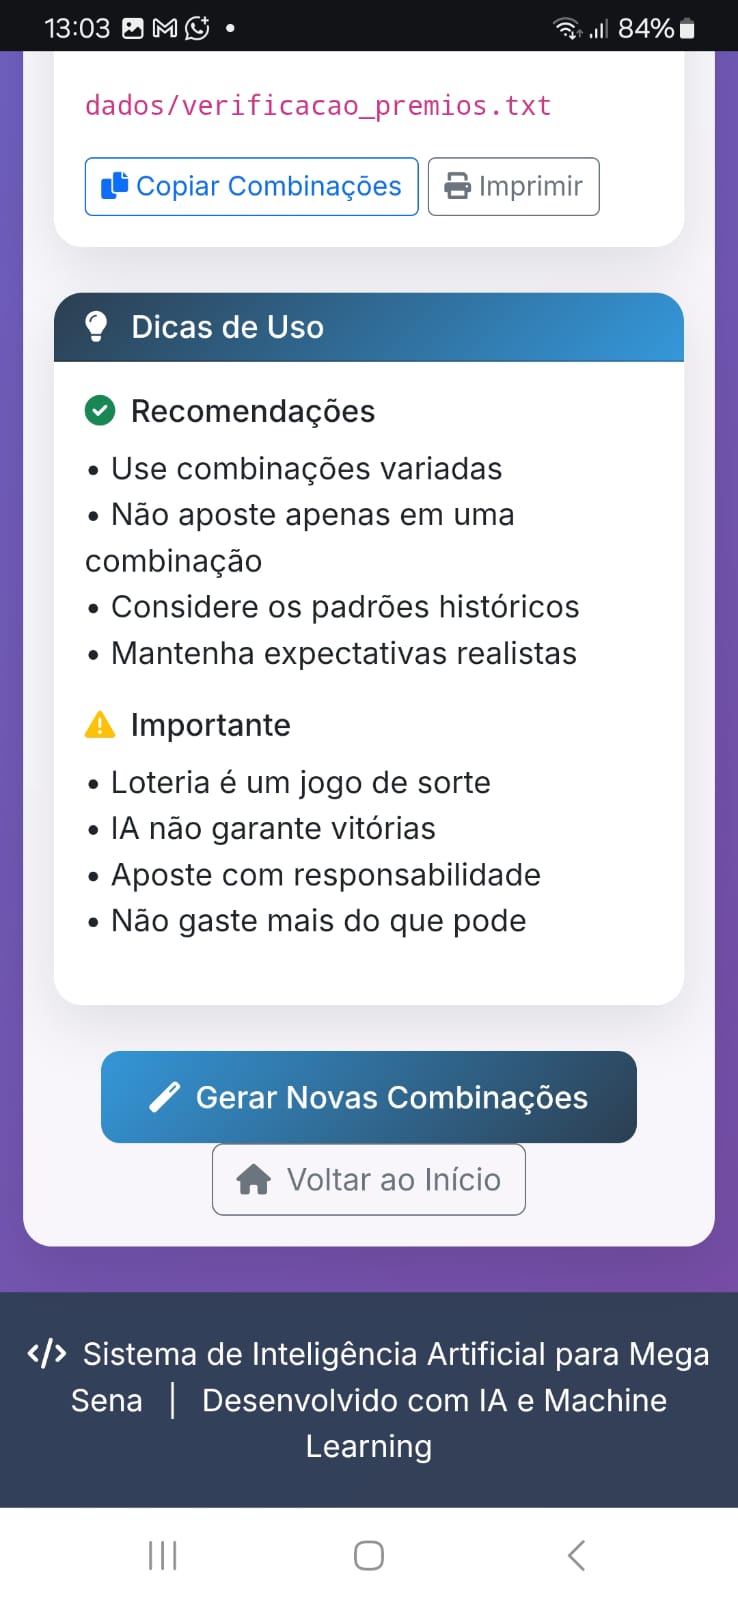 13:03
84%
dados/verificacao_premios.txt
Copiar Combinações
Imprimir
Dicas de Uso
Recomendações
• Use combinações variadas
• Não aposte apenas em uma
combinação
• Considere os padrões históricos
• Mantenha expectativas realistas
Importante
• Loteria é um jogo de sorte
• IA não garante vitórias
• Aposte com responsabilidade
• Não gaste mais do que pode
Gerar Novas Combinações
Voltar ao Início
</> Sistema de Inteligência Artificial para Mega
Sena | Desenvolvido com IA e Machine
Learning